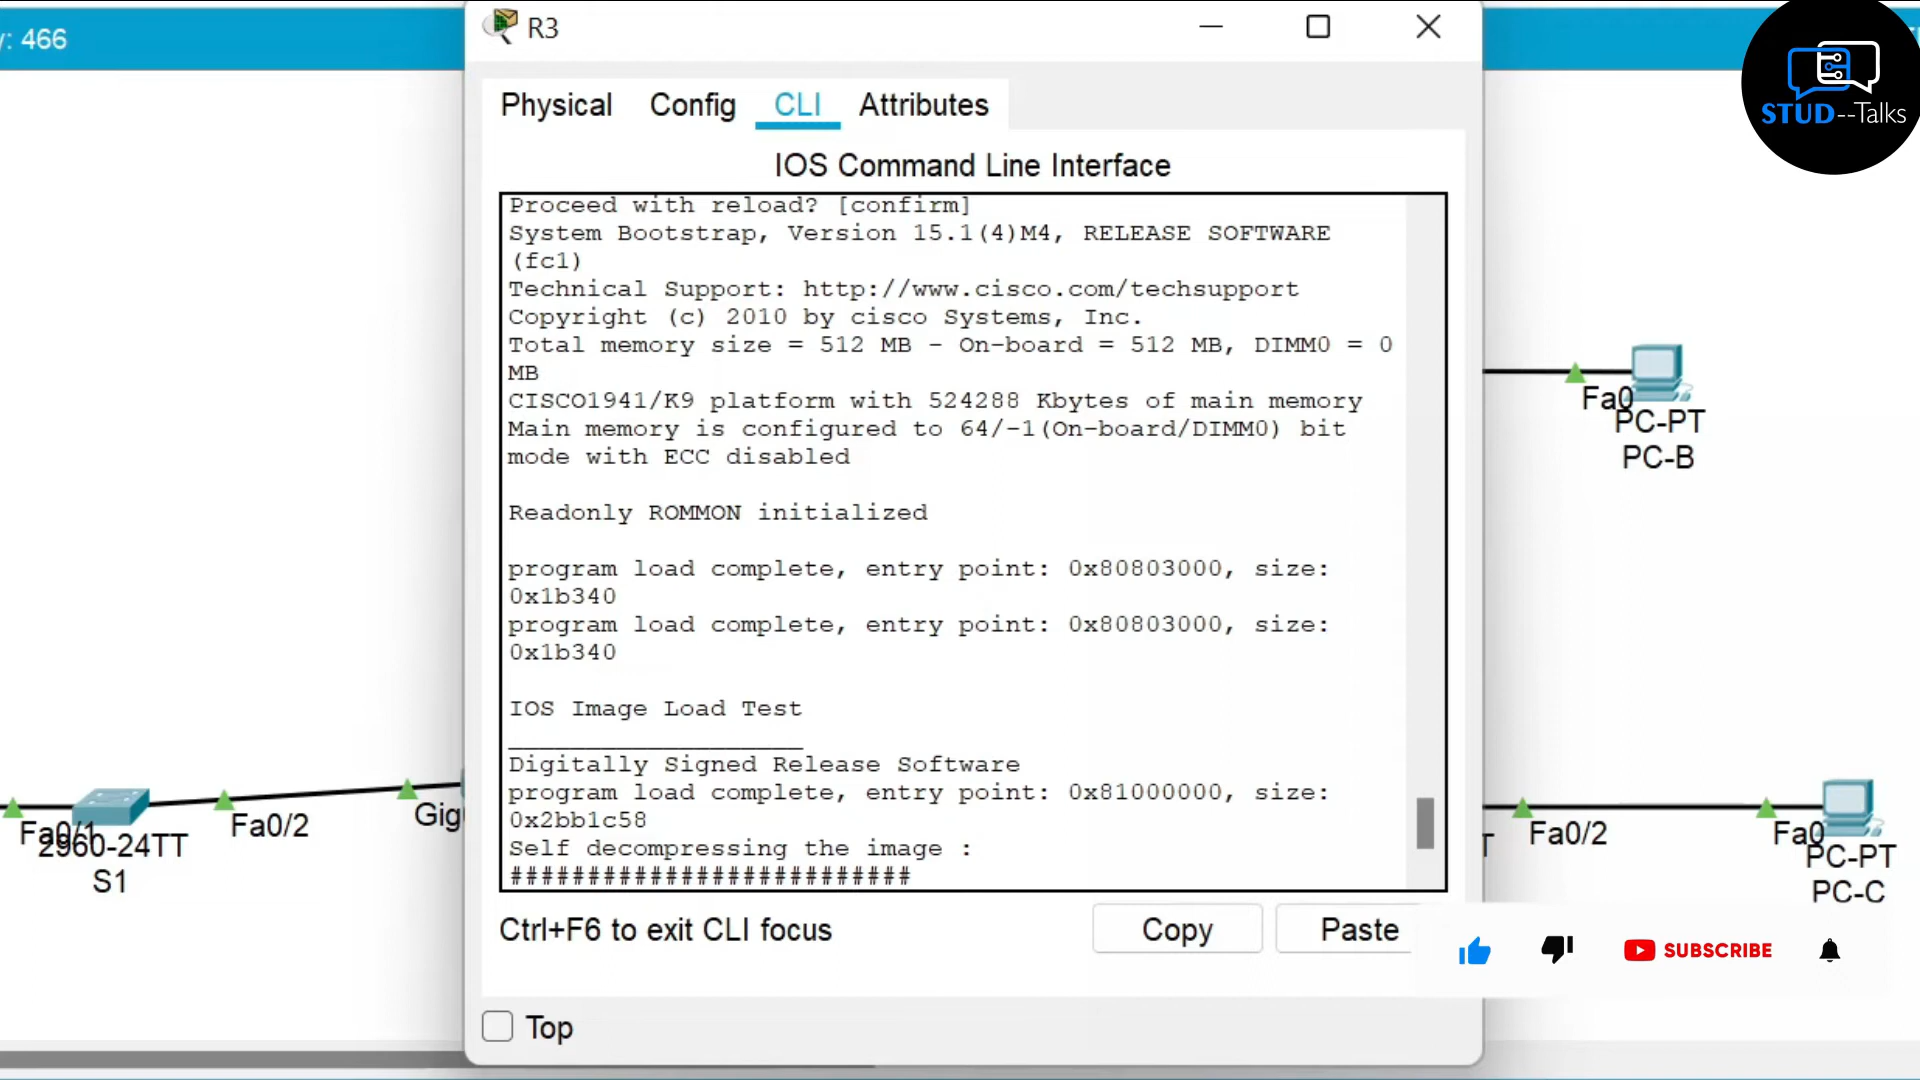 y: 466
R3
Physical Config CLI Attributes
IOS Command Line Interface
Proceed with reload? [confirm]
System Bootstrap, Version 15.1(4)M4, RELEASE SOFTWARE
(fc1)
Technical Support: http://www.cisco.com/techsupport
Copyright (c) 2010 by cisco Systems, Inc.
Total memory size = 512 MB - On-board = 512 MB, DIMM0 = 0
MB
CISCO1941/K9 platform with 524288 Kbytes of main memory
Main memory is configured to 64/-1(On-board/DIMM0) bit
mode with ECC disabled
Readonly ROMMON initialized
program load complete, entry point: 0x80803000, size:
0x1b340
program load complete, entry point: 0x80803000, size:
0x1b340
IOS Image Load Test
___________________
Digitally Signed Release Software
program load complete, entry point: 0x81000000, size:
0x2bb1c58
Self decompressing the image :
##########################
Ctrl+F6 to exit CLI focus
Copy
Paste
Top
STUD--Talks
Fa0
PC-PT
PC-B
Fa0/1
2960-24TT
S1
Fa0/2
Gig
Fa0/2
Fa0
PC-PT
PC-C
SUBSCRIBE